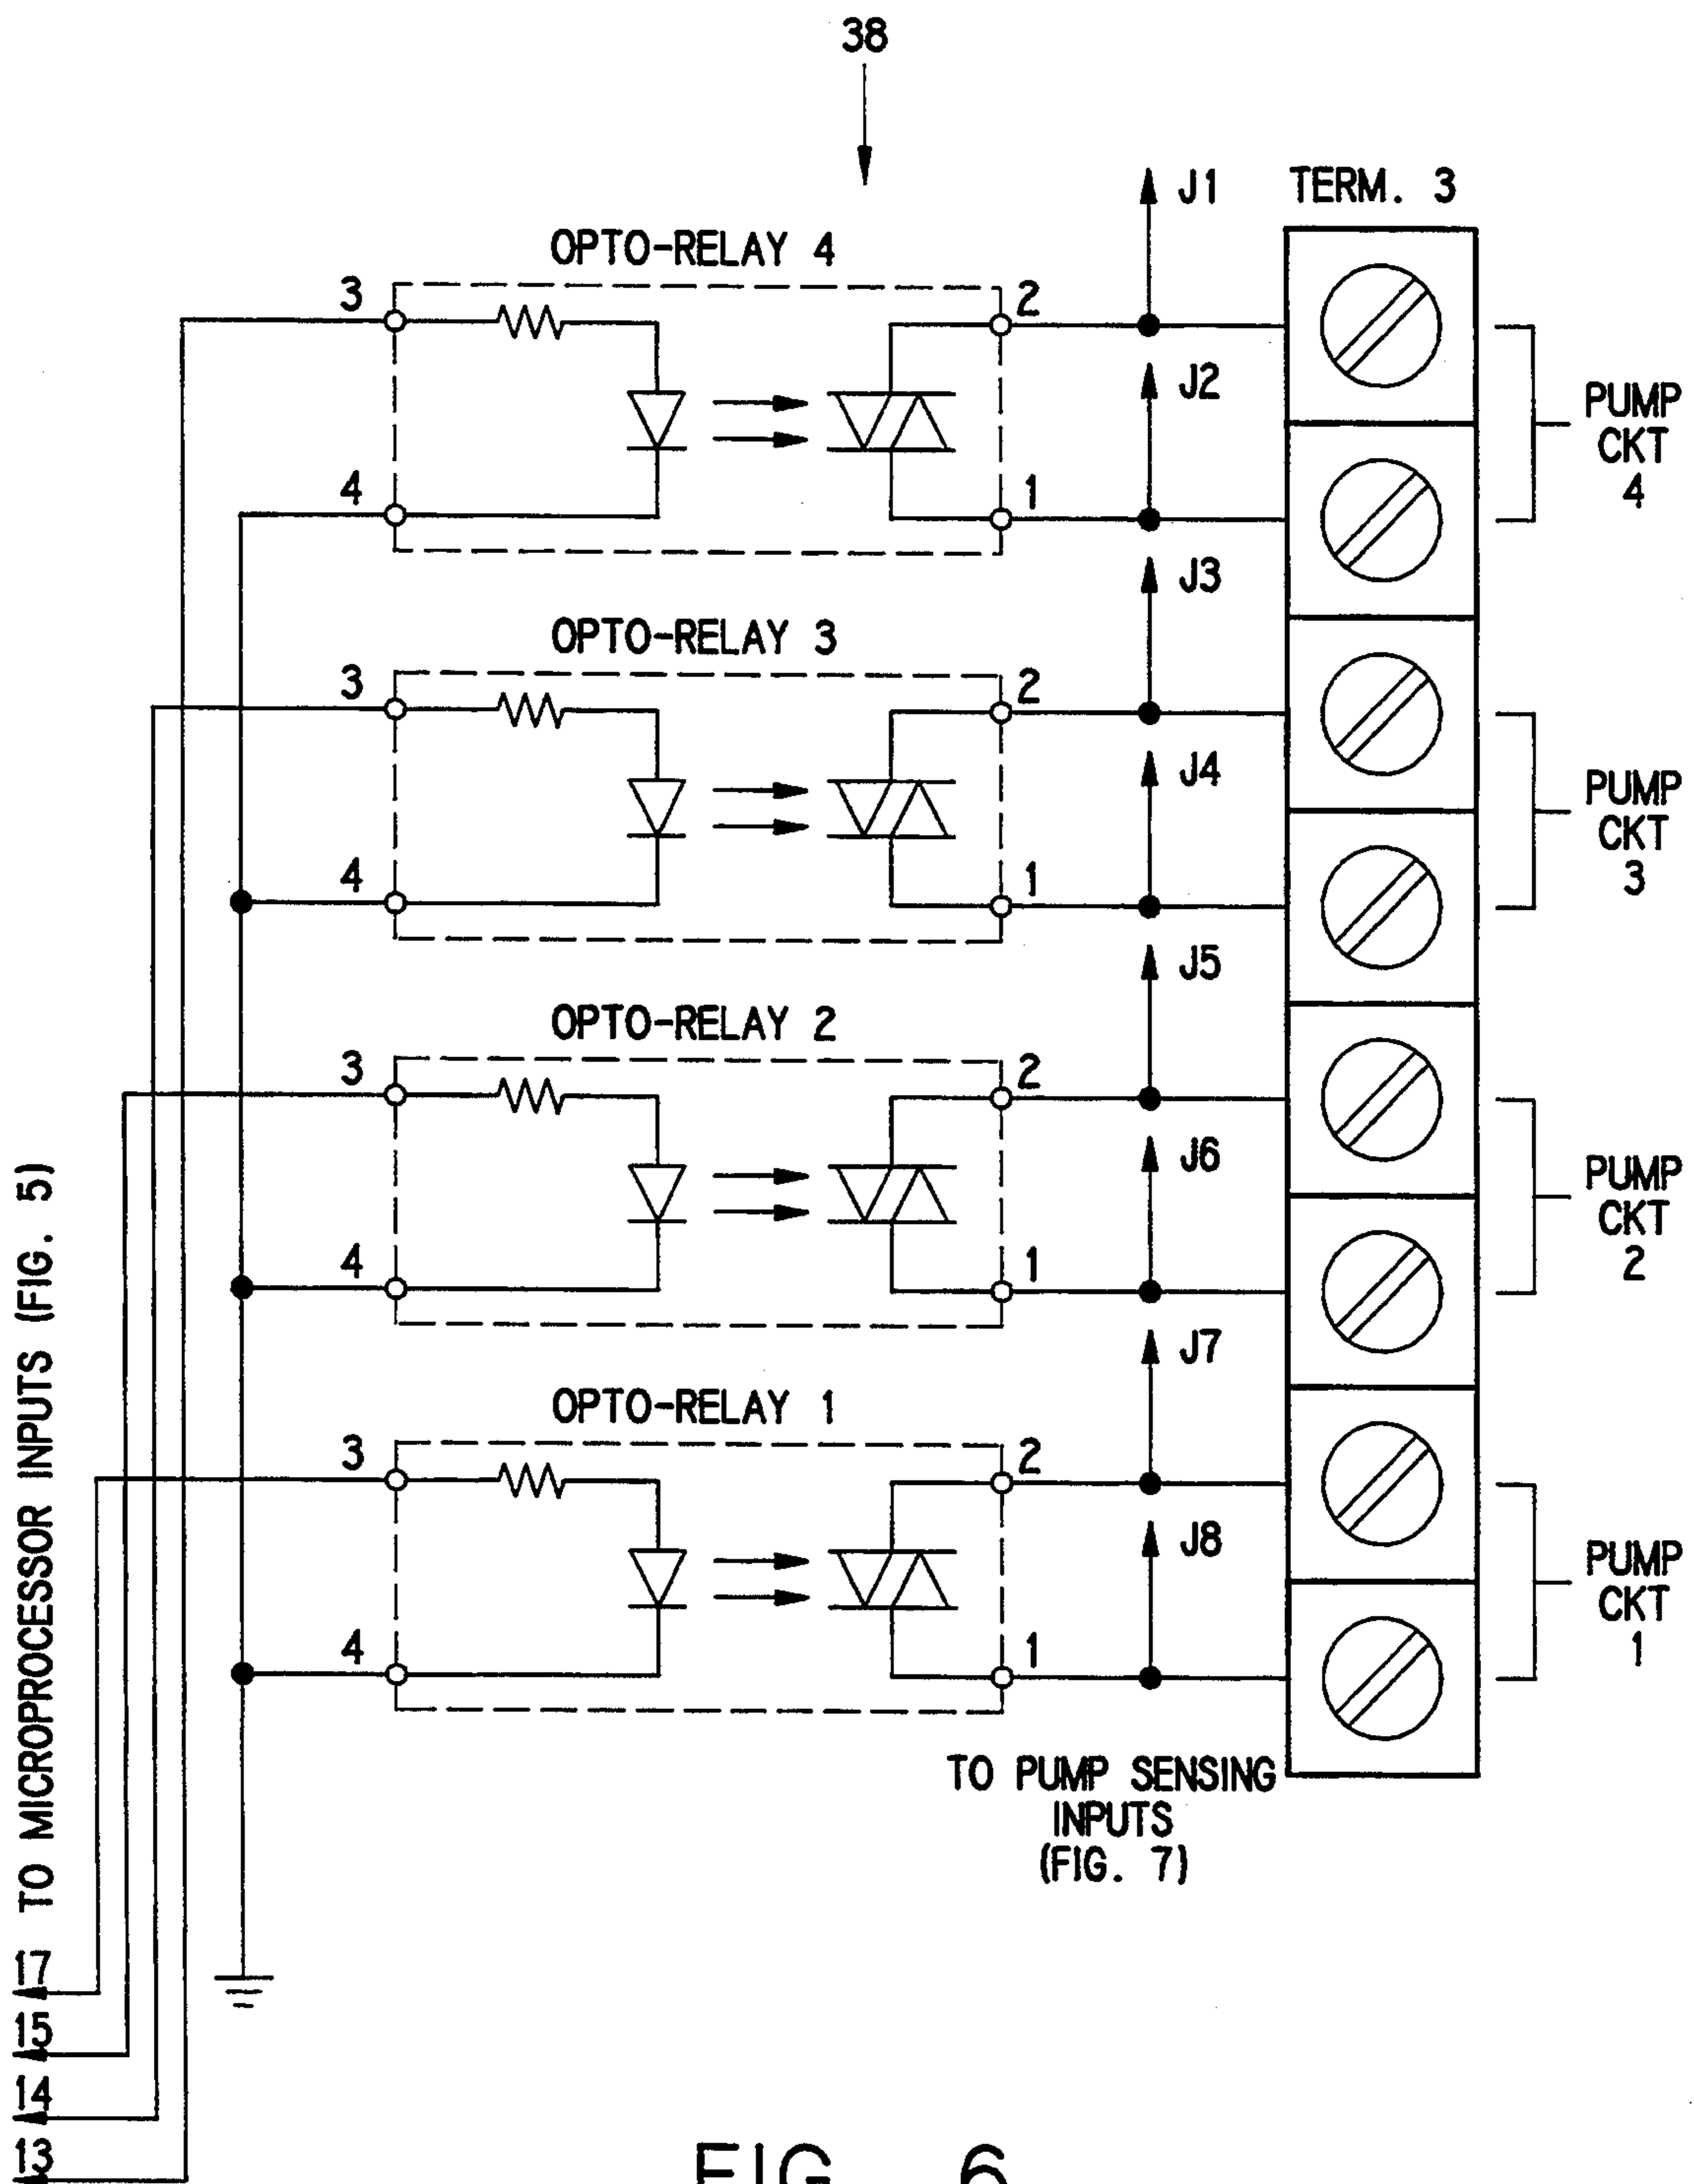 38
J1
TERM. 3
OPTO-RELAY 4
3
2
J2
PUMP
CKT
4
4
1
J3
OPTO-RELAY 3
3
2
J4
PUMP
CKT
3
4
1
J5
OPTO-RELAY 2
3
2
J6
PUMP
CKT
2
4
1
J7
OPTO-RELAY 1
3
2
J8
PUMP
CKT
1
4
1
TO PUMP SENSING
INPUTS
(FIG. 7)
TO MICROPROCESSOR INPUTS (FIG. 5)
17
15
14
13
FIG. 6